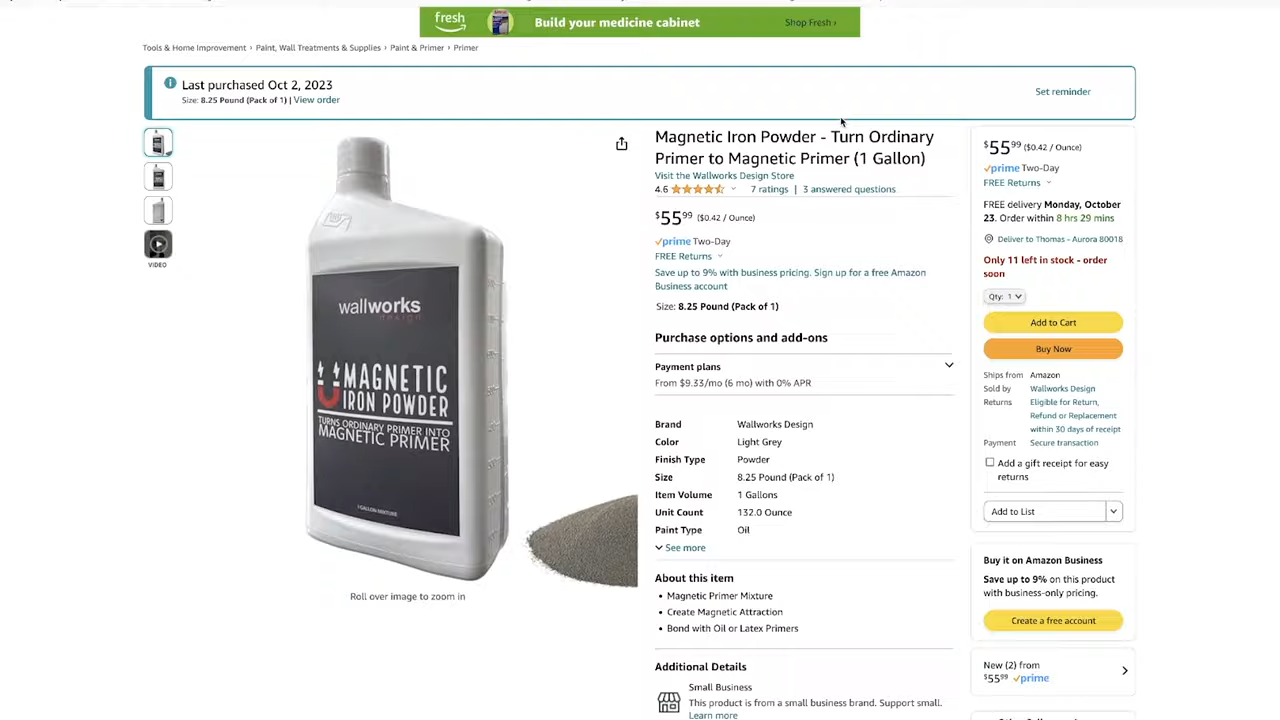 fresh
Build your medicine cabinet
Shop Fresh ›
Tools & Home Improvement › Paint, Wall Treatments & Supplies › Paint & Primer › Primer
Last purchased Oct 2, 2023
Size: 8.25 Pound (Pack of 1) | View order
Set reminder
VIDEO
wallworks
design
MAGNETIC
IRON POWDER
TURNS ORDINARY PRIMER INTO
MAGNETIC PRIMER
1 GALLON MIXTURE
Roll over image to zoom in
Magnetic Iron Powder - Turn Ordinary
Primer to Magnetic Primer (1 Gallon)
Visit the Wallworks Design Store
4.6
7 ratings | 3 answered questions
$55 99 ($0.42 / Ounce)
prime Two-Day
FREE Returns
Save up to 9% with business pricing. Sign up for a free Amazon
Business account
Size: 8.25 Pound (Pack of 1)
Purchase options and add-ons
Payment plans
From $9.33/mo (6 mo) with 0% APR
Brand Wallworks Design
Color Light Grey
Finish Type Powder
Size 8.25 Pound (Pack of 1)
Item Volume 1 Gallons
Unit Count 132.0 Ounce
Paint Type Oil
See more
About this item
• Magnetic Primer Mixture
• Create Magnetic Attraction
• Bond with Oil or Latex Primers
Additional Details
Small Business
This product is from a small business brand. Support small.
Learn more
$55 99 ($0.42 / Ounce)
prime Two-Day
FREE Returns
FREE delivery Monday, October
23. Order within 8 hrs 29 mins
Deliver to Thomas - Aurora 80018
Only 11 left in stock - order
soon
Qty: 1
Add to Cart
Buy Now
Ships from Amazon
Sold by Wallworks Design
Returns Eligible for Return,
Refund or Replacement
within 30 days of receipt
Payment Secure transaction
Add a gift receipt for easy
returns
Add to List
Buy it on Amazon Business
Save up to 9% on this product
with business-only pricing.
Create a free account
New (2) from
$55 99 prime